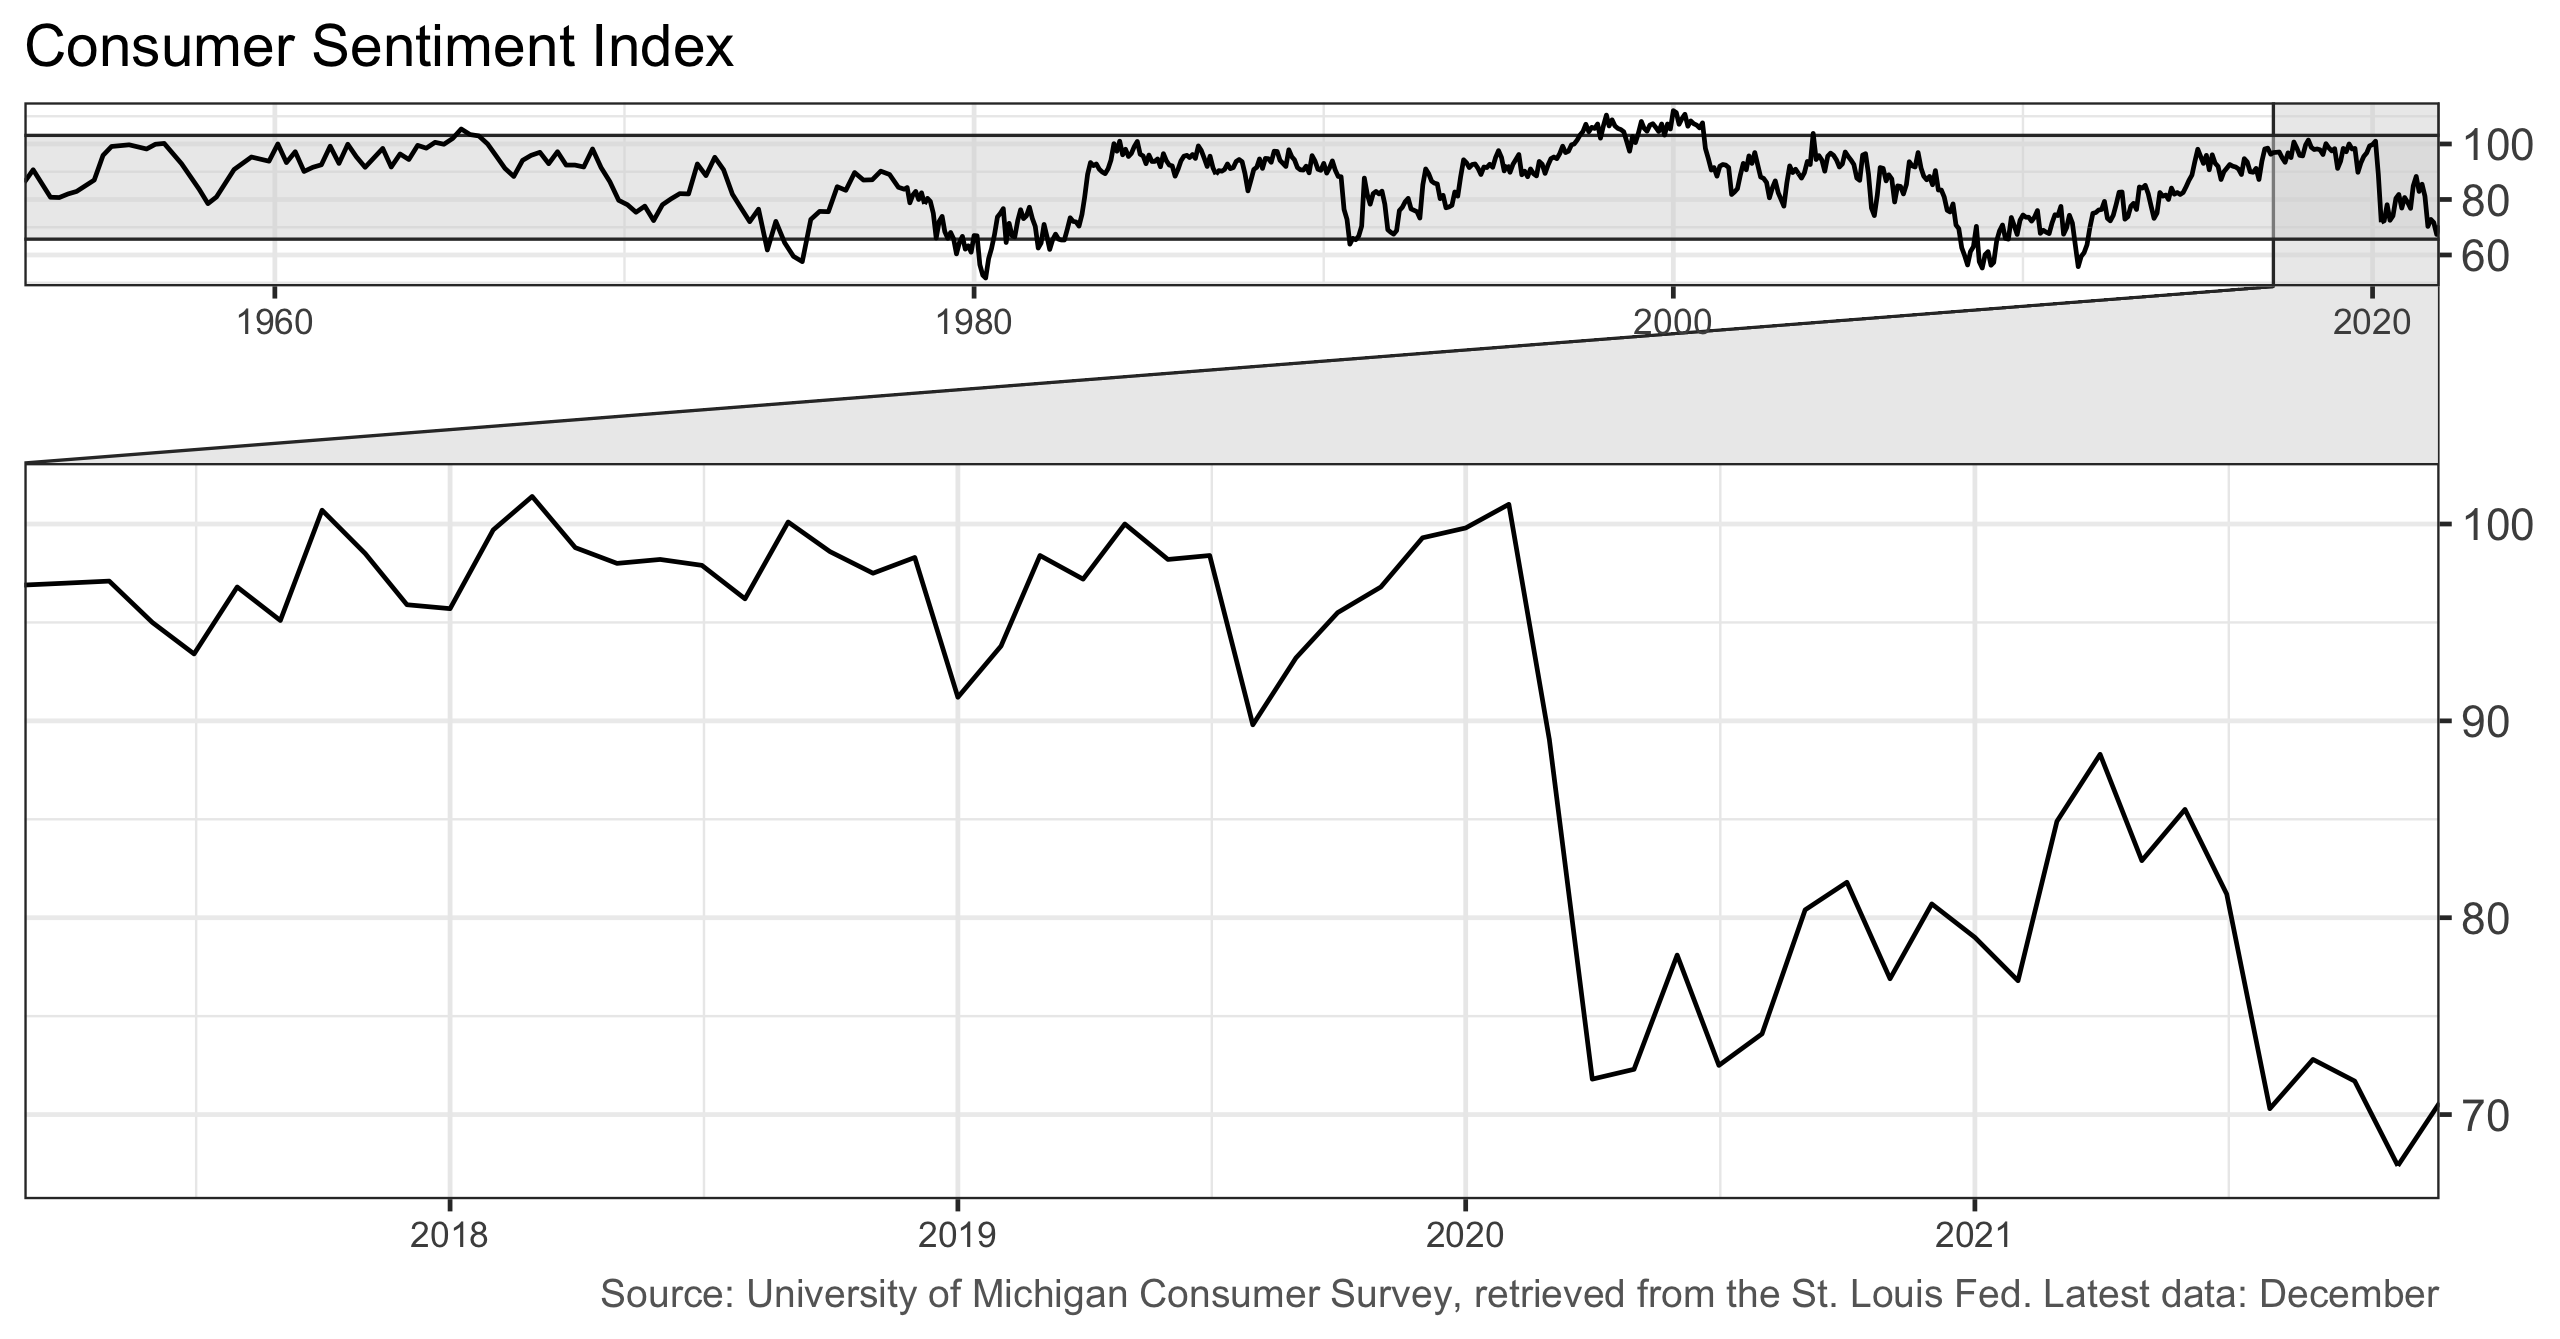 Consumer Sentiment Index
100
80
60
1960 1980 2000 2020
100
90
80
70
2018 2019 2020 2021
Source: University of Michigan Consumer Survey, retrieved from the St. Louis Fed. Latest data: December